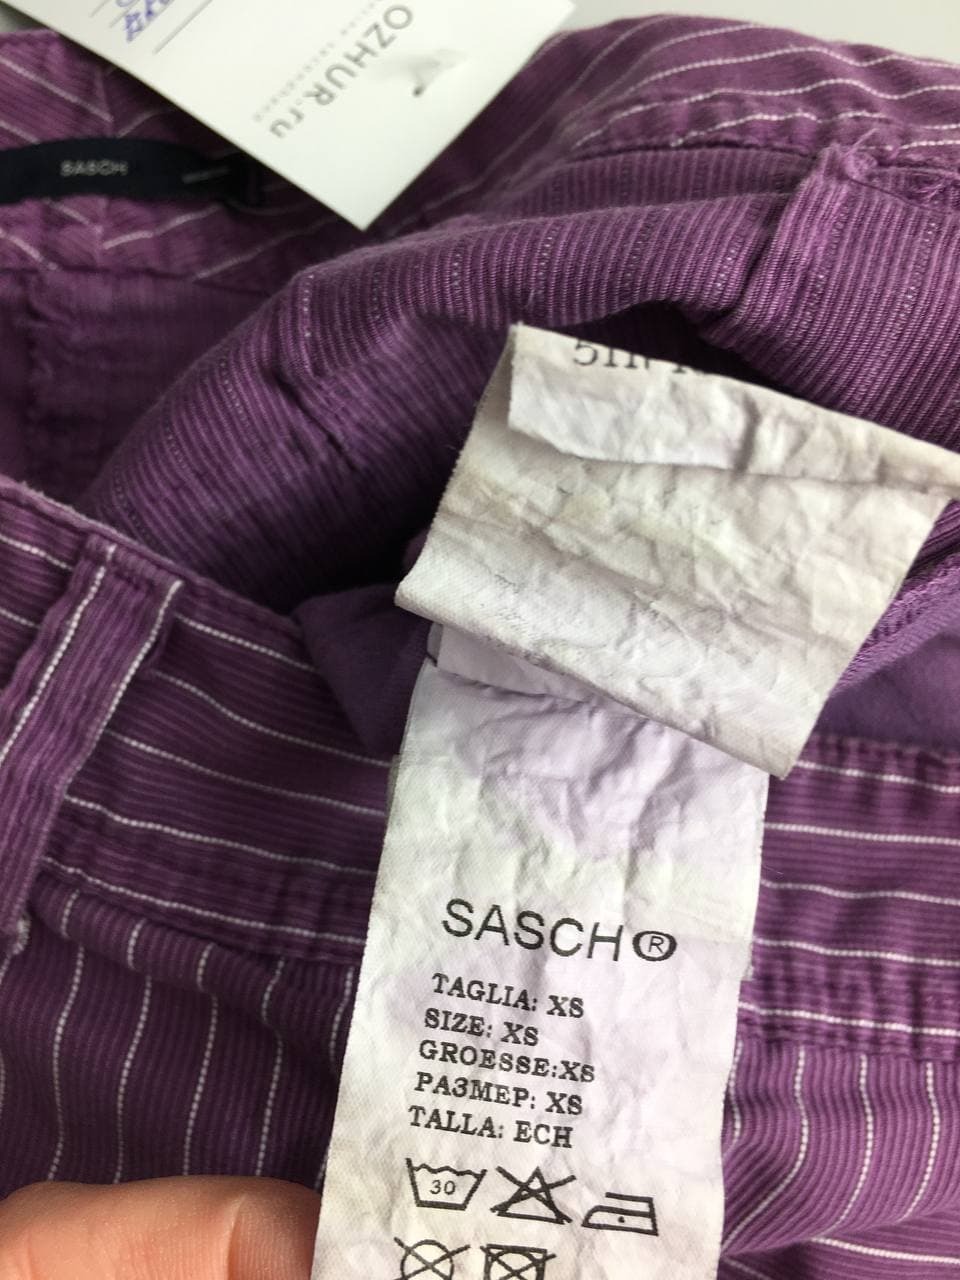 OZHUR.ru
SASCH
SASCH®
TAGLIA: XS
SIZE: XS
GROESSE:XS
РАЗМЕР: XS
TALLA: ECH
30